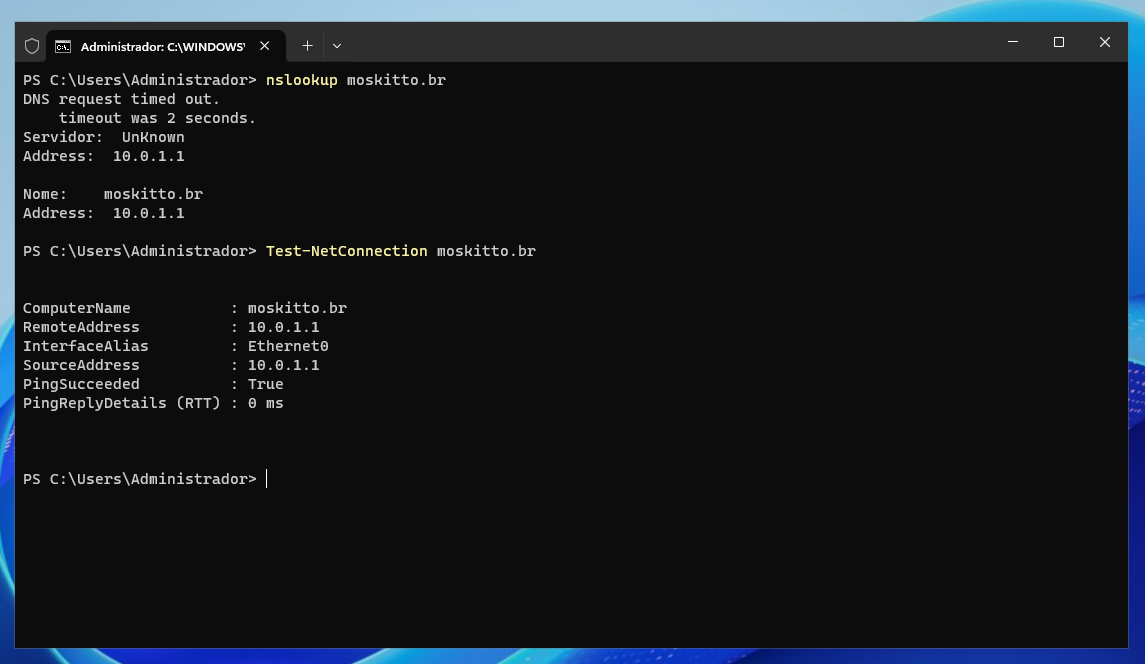 Administrador: C:\WINDOWS\
PS C:\Users\Administrador> nslookup moskitto.br
DNS request timed out.
    timeout was 2 seconds.
Servidor:  UnKnown
Address:  10.0.1.1

Nome:    moskitto.br
Address:  10.0.1.1

PS C:\Users\Administrador> Test-NetConnection moskitto.br

ComputerName           : moskitto.br
RemoteAddress          : 10.0.1.1
InterfaceAlias         : Ethernet0
SourceAddress          : 10.0.1.1
PingSucceeded          : True
PingReplyDetails (RTT) : 0 ms

PS C:\Users\Administrador>